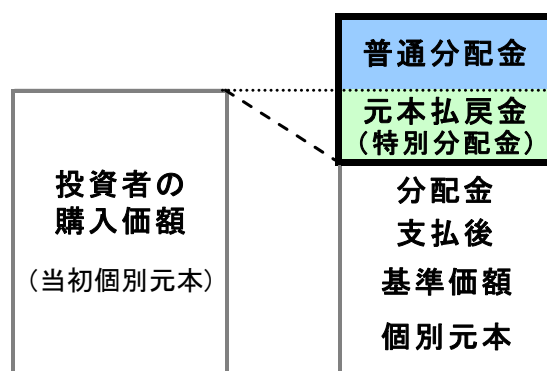 普通分配金
元本払戻金
（特別分配金）
投資者の
購入価額
（当初個別元本）
分配金
支払後
基準価額
個別元本